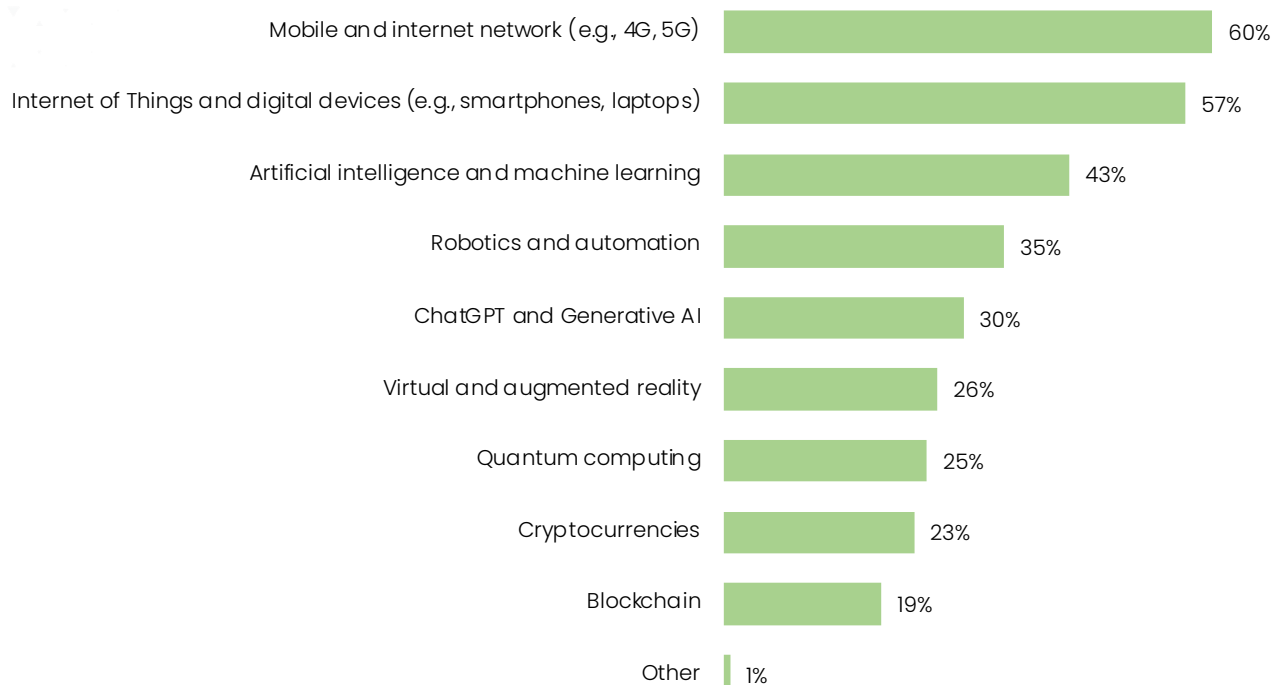 Mobile and internet network (e.g., 4G, 5G) 60%
Internet of Things and digital devices (e.g., smartphones, laptops) 57%
Artificial intelligence and machine learning 43%
Robotics and automation 35%
ChatGPT and Generative AI 30%
Virtual and augmented reality 26%
Quantum computing 25%
Cryptocurrencies 23%
Blockchain 19%
Other 1%